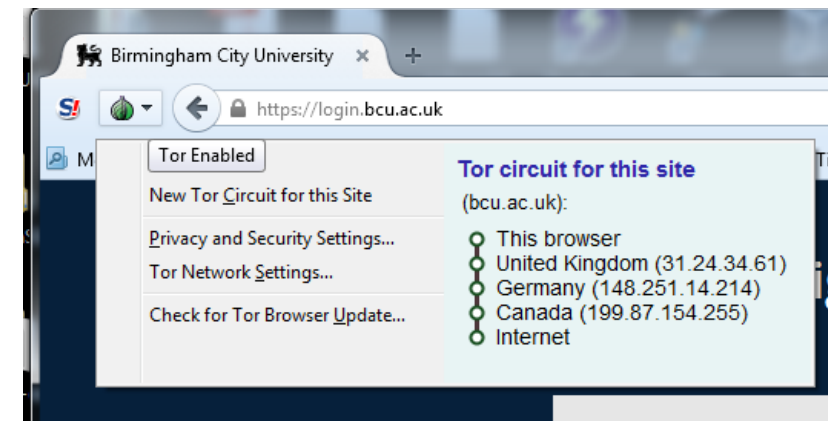 Birmingham City University
S!
https://login.bcu.ac.uk
M
Tor Enabled
New Tor Circuit for this Site
Privacy and Security Settings...
Tor Network Settings...
Check for Tor Browser Update...
Tor circuit for this site
(bcu.ac.uk):
This browser
United Kingdom (31.24.34.61)
Germany (148.251.14.214)
Canada (199.87.154.255)
Internet